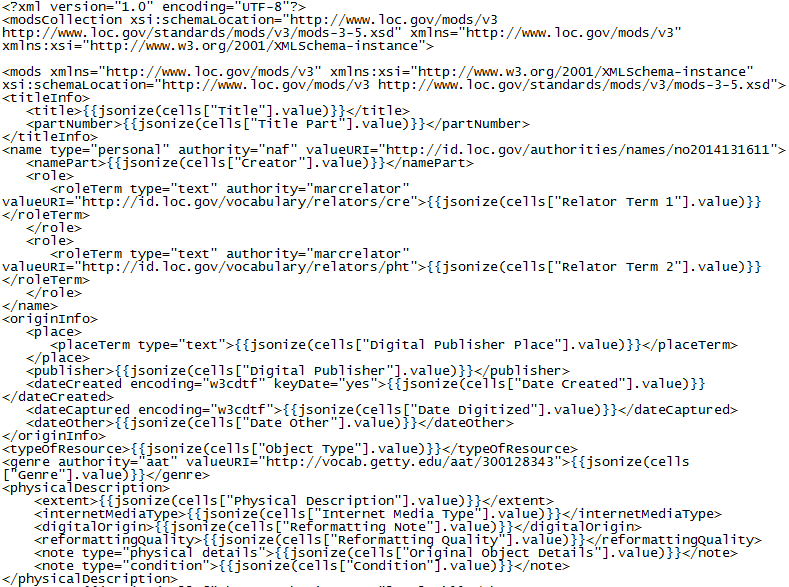 <?xml version="1.0" encoding="UTF-8"?>
<modsCollection xsi:schemaLocation="http://www.loc.gov/mods/v3
http://www.loc.gov/standards/mods/v3/mods-3-5.xsd" xmlns="http://www.loc.gov/mods/v3"
xmlns:xsi="http://www.w3.org/2001/XMLSchema-instance">
<mods xmlns="http://www.loc.gov/mods/v3" xmlns:xsi="http://www.w3.org/2001/XMLSchema-instance"
xsi:schemaLocation="http://www.loc.gov/mods/v3 http://www.loc.gov/standards/mods/v3/mods-3-5.xsd">
<titleInfo>
<title>{{jsonize(cells["Title"].value)}}</title>
<partNumber>{{jsonize(cells["Title Part"].value)}}</partNumber>
</titleInfo>
<name type="personal" authority="naf" valueURI="http://id.loc.gov/authorities/names/no2014131611">
<namePart>{{jsonize(cells["Creator"].value)}}</namePart>
<role>
<roleTerm type="text" authority="marcrelator"
valueURI="http://id.loc.gov/vocabulary/relators/cre">{{jsonize(cells["Relator Term 1"].value)}}
</roleTerm>
</role>
<role>
<roleTerm type="text" authority="marcrelator"
valueURI="http://id.loc.gov/vocabulary/relators/pht">{{jsonize(cells["Relator Term 2"].value)}}
</roleTerm>
</role>
</name>
<originInfo>
<place>
<placeTerm type="text">{{jsonize(cells["Digital Publisher Place"].value)}}</placeTerm>
</place>
<publisher>{{jsonize(cells["Digital Publisher"].value)}}</publisher>
<dateCreated encoding="w3cdtf" keyDate="yes">{{jsonize(cells["Date Created"].value)}}
</dateCreated>
<dateCaptured encoding="w3cdtf">{{jsonize(cells["Date Digitized"].value)}}</dateCaptured>
<dateOther>{{jsonize(cells["Date Other"].value)}}</dateOther>
</originInfo>
<typeOfResource>{{jsonize(cells["Object Type"].value)}}</typeOfResource>
<genre authority="aat" valueURI="http://vocab.getty.edu/aat/300128343">{{jsonize(cells
["Genre"].value)}}</genre>
<physicalDescription>
<extent>{{jsonize(cells["Physical Description"].value)}}</extent>
<internetMediaType>{{jsonize(cells["Internet Media Type"].value)}}</internetMediaType>
<digitalOrigin>{{jsonize(cells["Reformatting Note"].value)}}</digitalOrigin>
<reformattingQuality>{{jsonize(cells["Reformatting Quality"].value)}}</reformattingQuality>
<note type="physical details">{{jsonize(cells["Original Object Details"].value)}}</note>
<note type="condition">{{jsonize(cells["Condition"].value)}}</note>
</physicalDescription>